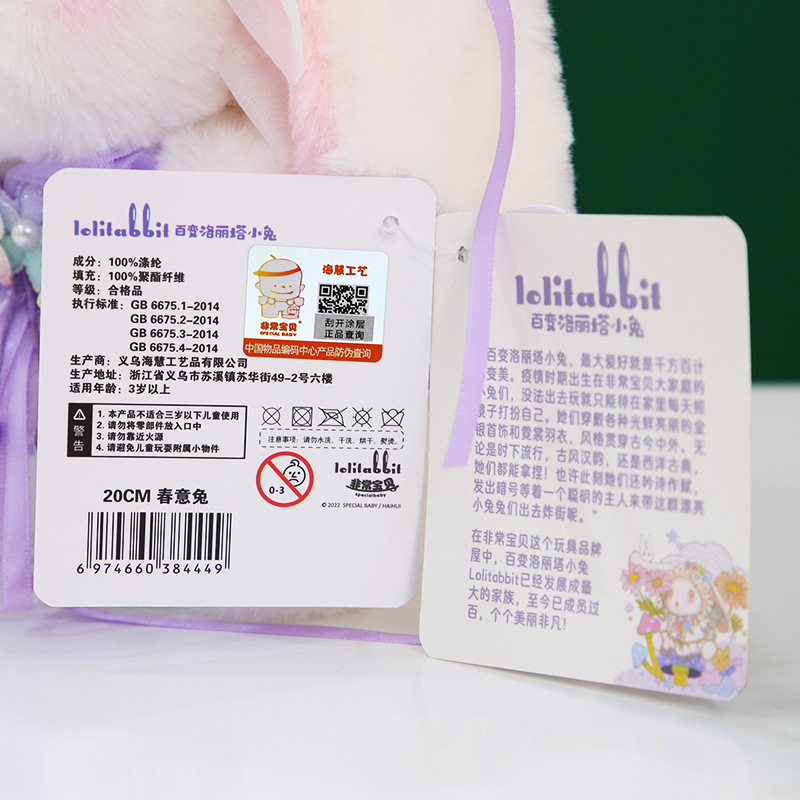 lolitabbit 百变洛丽塔小兔
成分：100%涤纶
填充：100%聚酯纤维
等级：合格品
执行标准：GB 6675.1-2014
GB 6675.2-2014
GB 6675.3-2014
GB 6675.4-2014
生产商：义乌海慧工艺品有限公司
生产地址：浙江省义乌市苏溪镇苏华街49-2号六楼
适用年龄：3岁以上
海慧工艺
非常宝贝
SPECIAL BABY
刮开涂层
正品查询
中国物品编码中心产品防伪查询
警告
1. 本产品不适合三岁以下儿童使用
2. 请勿将零部件放入口中
3. 请勿靠近火源
4. 请避免儿童玩耍附属小物件
注意事项：请勿水洗、干洗、烘干、熨烫。
0-3
lolitabbit
非常宝贝
specialbaby
©2022 SPECIAL BABY / HAIHUI
20CM 春意兔
6 974660 384449
lolitabbit
百变洛丽塔小兔
百变洛丽塔小兔，最大爱好就是千方百计
变美。疫情时期出生在非常宝贝大家庭的
小兔们，没法出去玩就只能待在家里每天照
镜子打扮自己。她们穿戴各种光鲜亮丽的金
银首饰和霓裳羽衣，风格贯穿古今中外。无
论是时下流行，古风汉韵，还是西洋古典，
她们都能拿捏！也许此刻她们还吟诗作赋，
发出暗号等着一个聪明的主人来带这群漂亮
小兔兔们出去炸街呢。”
在非常宝贝这个玩具品牌
屋中，百变洛丽塔小兔
Lolitabbit已经发展成最
大的家族，至今已成员过
百，个个美丽非凡！